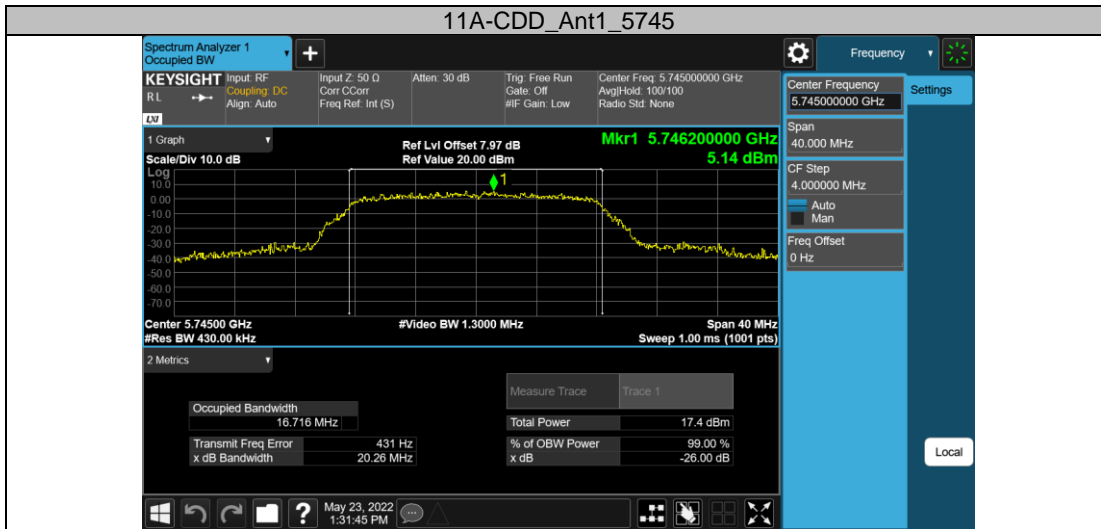 11A-CDD_Ant1_5745
Spectrum Analyzer 1
Occupied BW
+
Frequency
KEYSIGHT
RL
LXI
Input: RF
Coupling: DC
Align: Auto
Input Z: 50 Ω
Corr CCorr
Freq Ref: Int (S)
Atten: 30 dB
Trig: Free Run
Gate: Off
#IF Gain: Low
Center Freq: 5.745000000 GHz
Avg|Hold: 100/100
Radio Std: None
Center Frequency
5.745000000 GHz
Settings
Span
40.000 MHz
CF Step
4.000000 MHz
Auto
Man
Freq Offset
0 Hz
1 Graph
Scale/Div 10.0 dB
Ref Lvl Offset 7.97 dB
Ref Value 20.00 dBm
Mkr1 5.746200000 GHz
5.14 dBm
Log
10.0
0.00
-10.0
-20.0
-30.0
-40.0
-50.0
-60.0
-70.0
1
Center 5.74500 GHz
#Res BW 430.00 kHz
#Video BW 1.3000 MHz
Span 40 MHz
Sweep 1.00 ms (1001 pts)
2 Metrics
Measure Trace Trace 1
Occupied Bandwidth
16.716 MHz
Total Power 17.4 dBm
Transmit Freq Error 431 Hz
% of OBW Power 99.00 %
x dB Bandwidth 20.26 MHz
x dB -26.00 dB
Local
?
May 23, 2022
1:31:45 PM